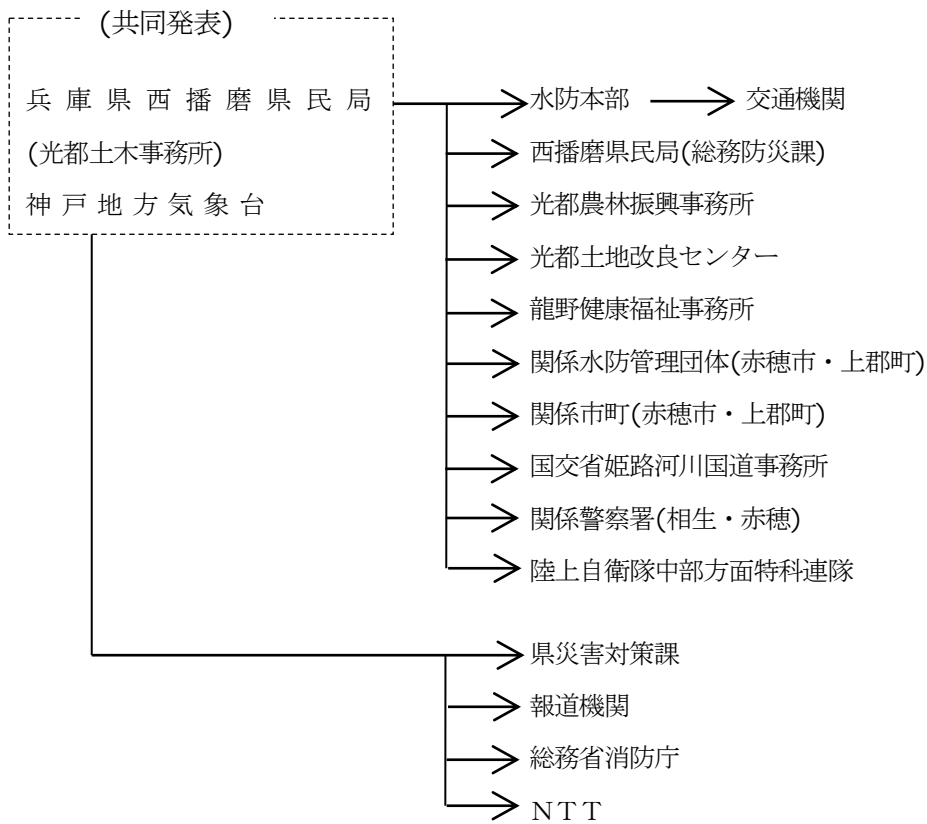 (共同発表)
兵庫県西播磨県民局
(光都土木事務所)
神戸地方気象台
水防本部 交通機関
西播磨県民局(総務防災課)
光都農林振興事務所
光都土地改良センター
龍野健康福祉事務所
関係水防管理団体(赤穂市・上郡町)
関係市町(赤穂市・上郡町)
国交省姫路河川国道事務所
関係警察署(相生・赤穂)
陸上自衛隊中部方面特科連隊
県災害対策課
報道機関
総務省消防庁
ＮＴＴ